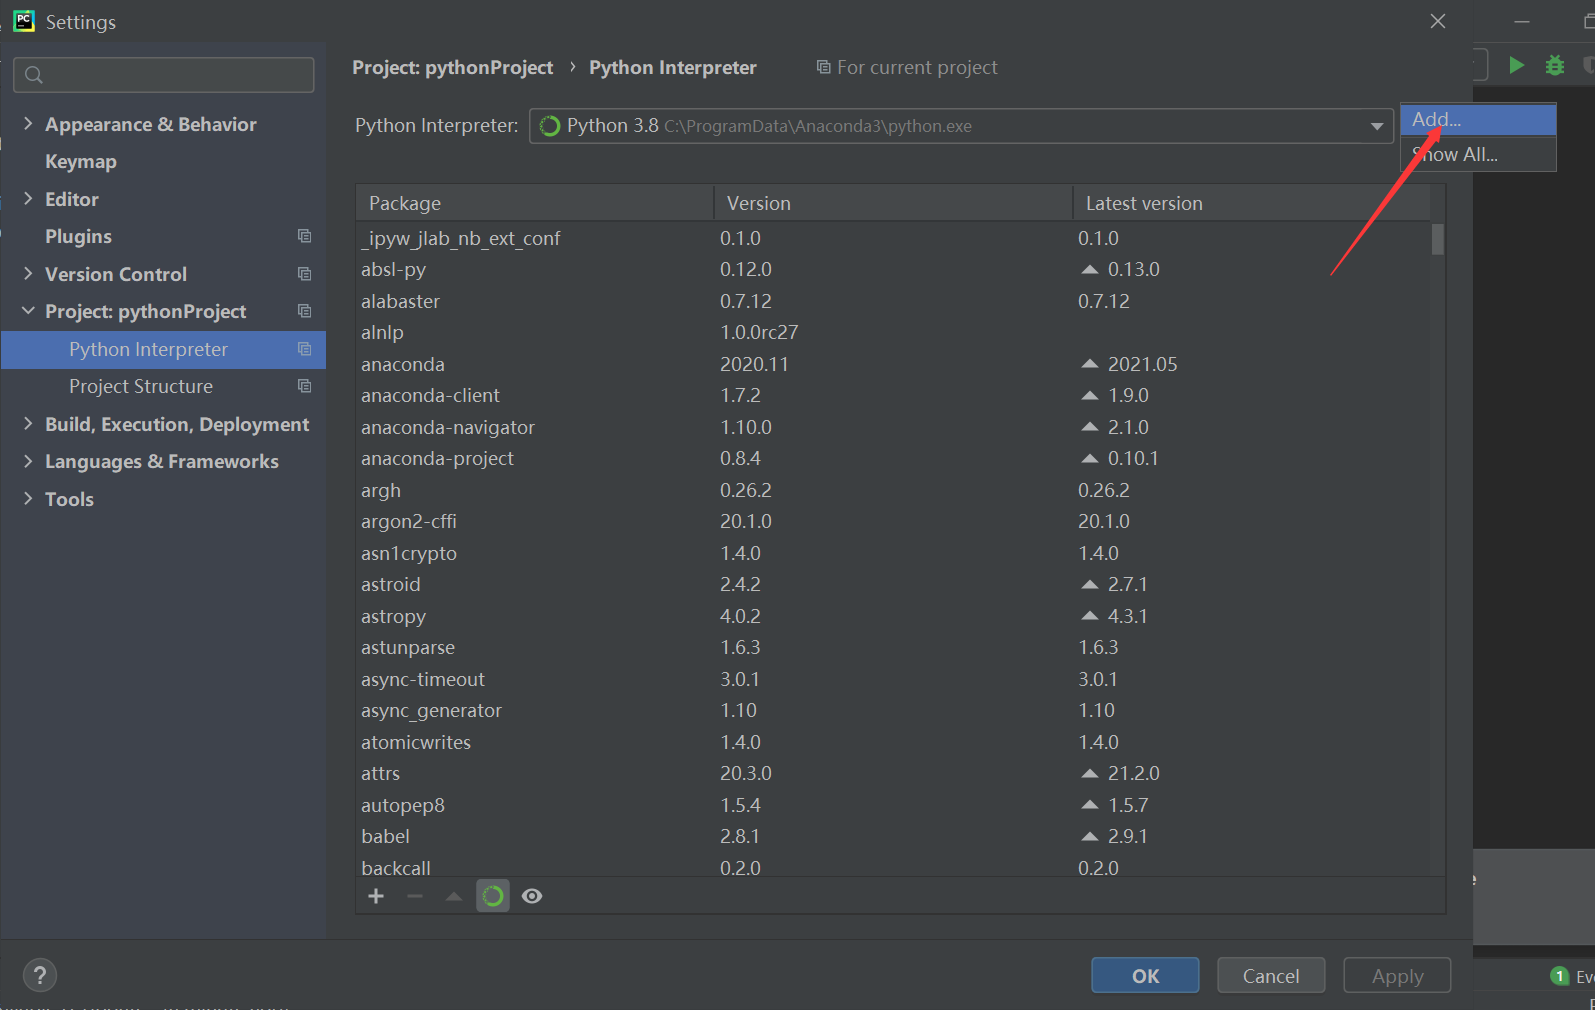 PC
Settings
Project: pythonProject › Python Interpreter For current project
Python Interpreter: Python 3.8 C:\ProgramData\Anaconda3\python.exe
Add...
Show All...
Appearance & Behavior
Keymap
Editor
Plugins
Version Control
Project: pythonProject
Python Interpreter
Project Structure
Build, Execution, Deployment
Languages & Frameworks
Tools
Package Version Latest version
_ipyw_jlab_nb_ext_conf 0.1.0 0.1.0
absl-py 0.12.0 0.13.0
alabaster 0.7.12 0.7.12
alnlp 1.0.0rc27
anaconda 2020.11 2021.05
anaconda-client 1.7.2 1.9.0
anaconda-navigator 1.10.0 2.1.0
anaconda-project 0.8.4 0.10.1
argh 0.26.2 0.26.2
argon2-cffi 20.1.0 20.1.0
asn1crypto 1.4.0 1.4.0
astroid 2.4.2 2.7.1
astropy 4.0.2 4.3.1
astunparse 1.6.3 1.6.3
async-timeout 3.0.1 3.0.1
async_generator 1.10 1.10
atomicwrites 1.4.0 1.4.0
attrs 20.3.0 21.2.0
autopep8 1.5.4 1.5.7
babel 2.8.1 2.9.1
backcall 0.2.0 0.2.0
?
OK Cancel Apply
1 Eve